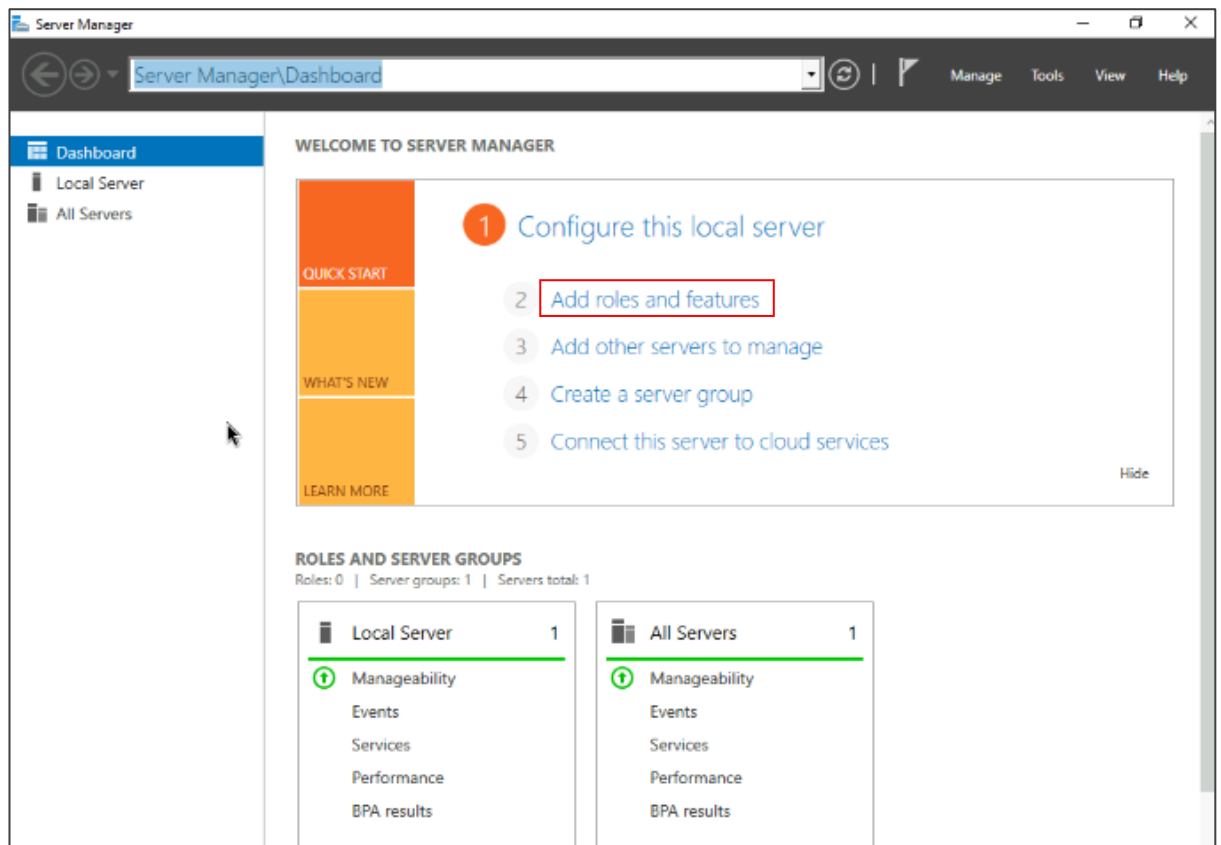 Server Manager
Server Manager\Dashboard
Manage Tools View Help
Dashboard
Local Server
All Servers
WELCOME TO SERVER MANAGER
QUICK START
WHAT'S NEW
LEARN MORE
1 Configure this local server
2 Add roles and features
3 Add other servers to manage
4 Create a server group
5 Connect this server to cloud services
Hide
ROLES AND SERVER GROUPS
Roles: 0 | Server groups: 1 | Servers total: 1
Local Server 1
Manageability
Events
Services
Performance
BPA results
All Servers 1
Manageability
Events
Services
Performance
BPA results